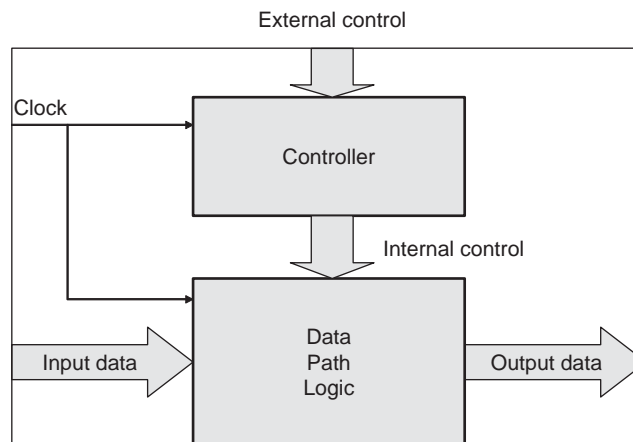 External control
Clock
Controller
Internal control
Data
Path
Logic
Input data
Output data